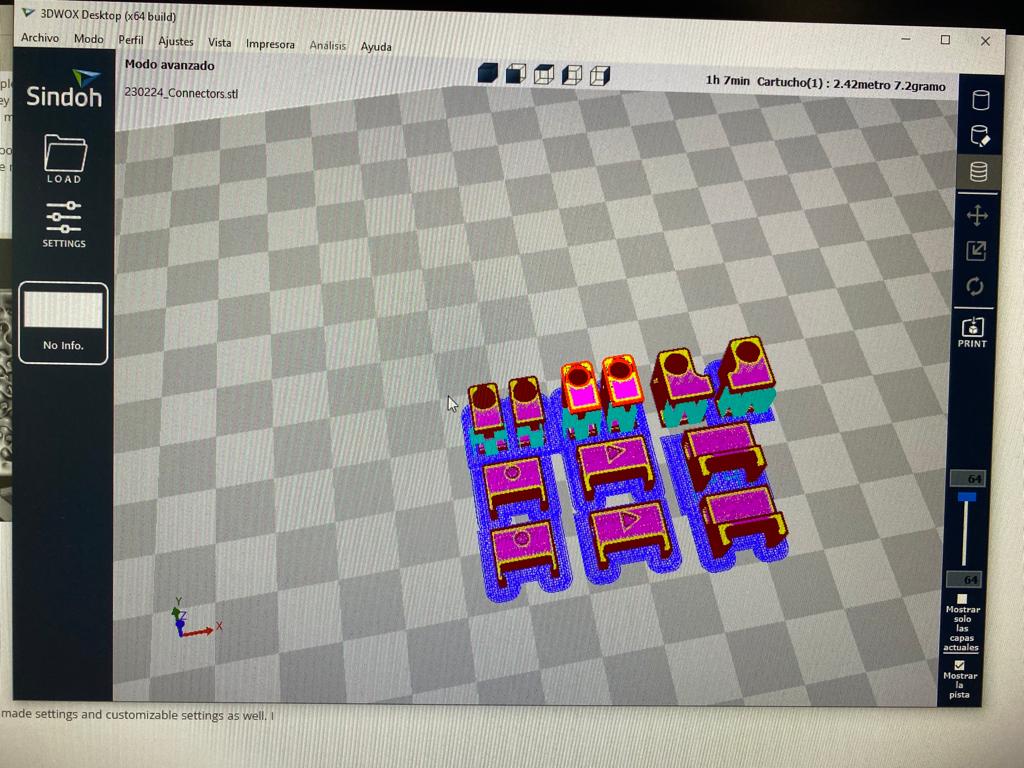 3DWOX Desktop (x64 build)
Archivo Modo Perfil Ajustes Vista Impresora Análisis Ayuda
Modo avanzado
1h 7min Cartucho(1) : 2.42metro 7.2gramo
230224_Connectors.stl
Sindoh
LOAD
SETTINGS
No Info.
PRINT
64
64
Mostrar
solo
las
capas
actuales
Mostrar
la
pista
Y
Z
X
made settings and customizable settings as well. I